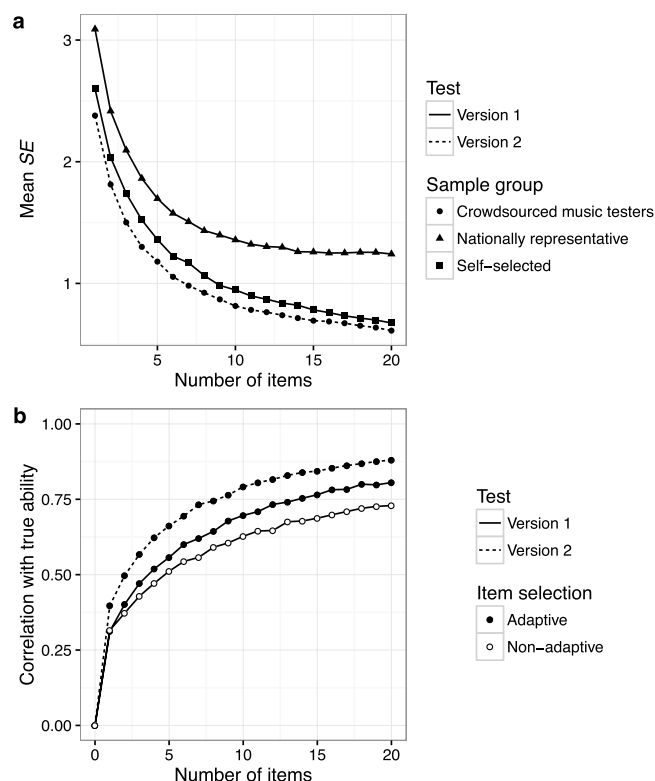 a
3
2
1
Mean SE
5
10
15
20
Number of items
Test
Version 1
Version 2
Sample group
Crowdsourced music testers
Nationally representative
Self−selected
b
1.00
0.75
0.50
0.25
0.00
Correlation with true ability
0
5
10
15
20
Number of items
Test
Version 1
Version 2
Item selection
Adaptive
Non−adaptive